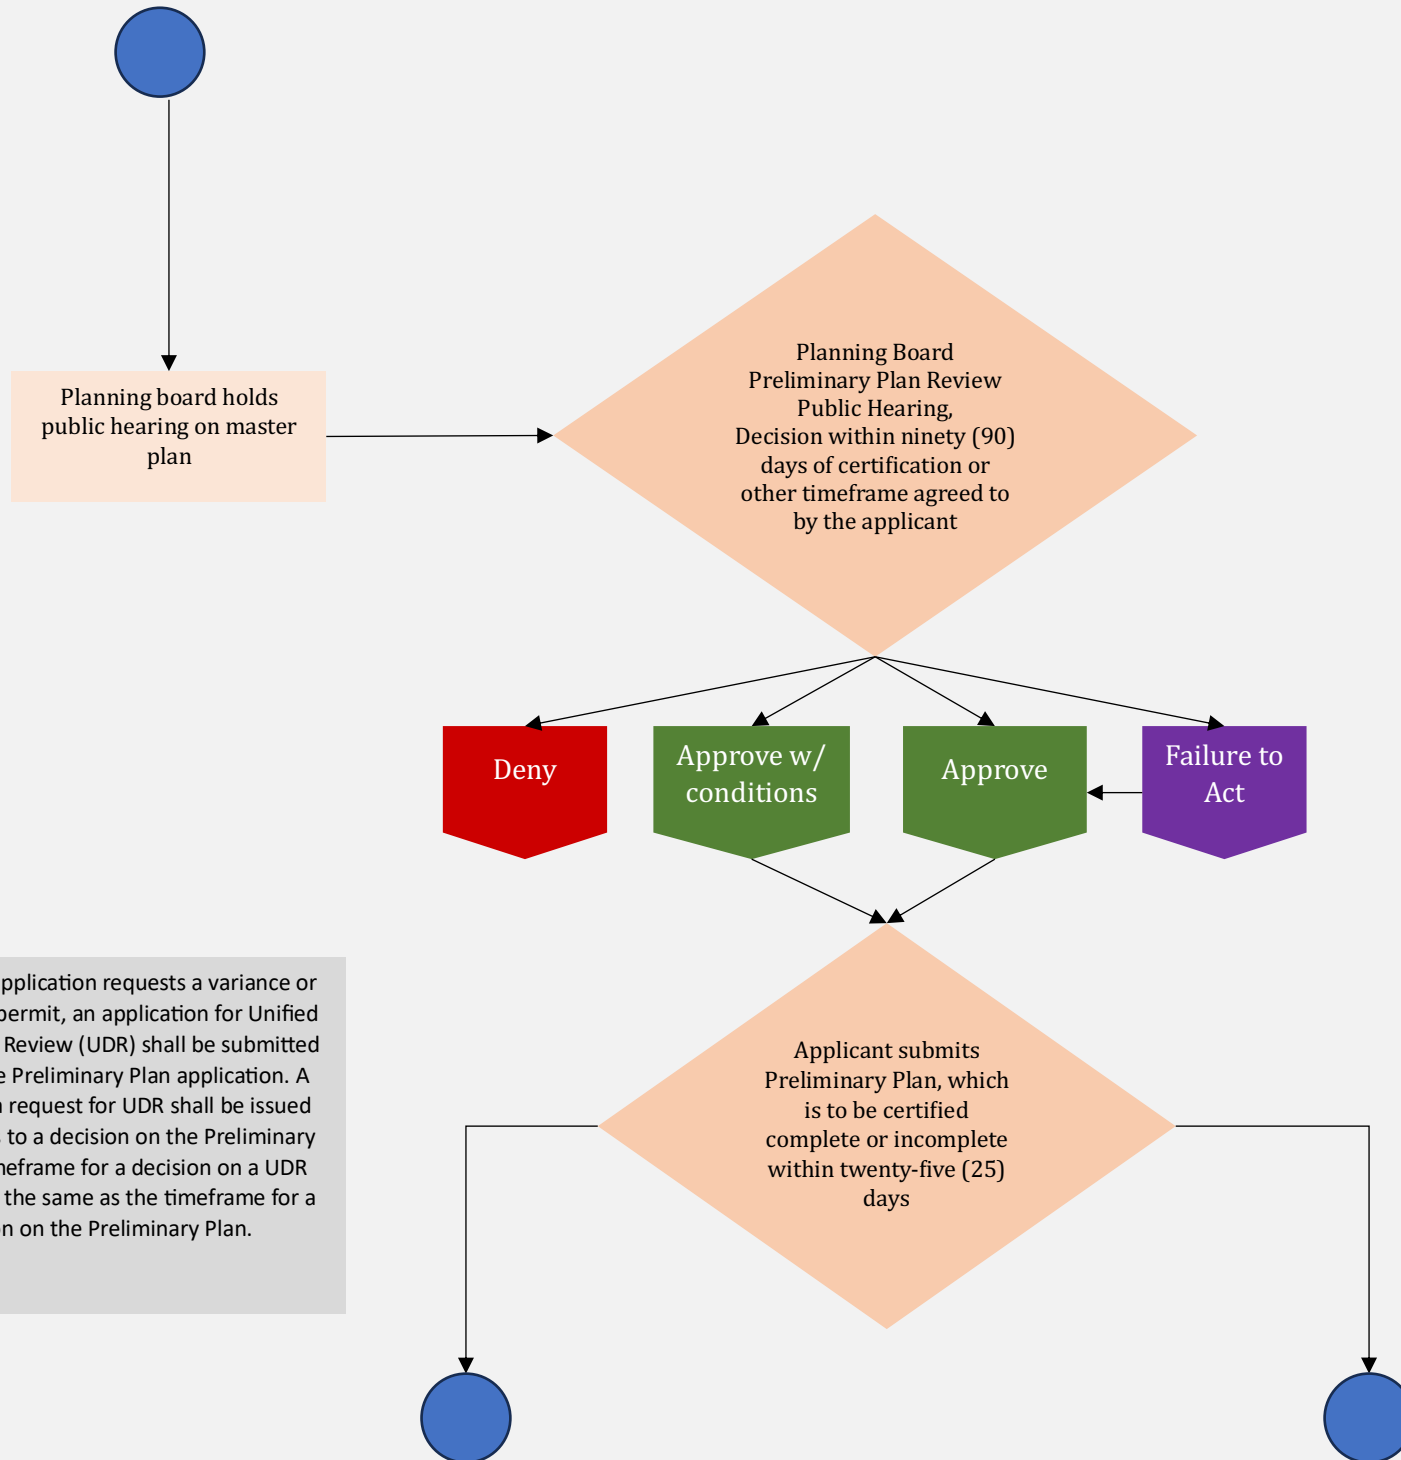 Planning board holds
public hearing on master
plan
Planning Board
Preliminary Plan Review
Public Hearing,
Decision within ninety (90)
days of certification or
other timeframe agreed to
by the applicant
Deny
Approve w/
conditions
Approve
Failure to
Act
pplication requests a variance or
permit, an application for Unified
Review (UDR) shall be submitted
e Preliminary Plan application. A
request for UDR shall be issued
to a decision on the Preliminary
meframe for a decision on a UDR
the same as the timeframe for a
on on the Preliminary Plan.
Applicant submits
Preliminary Plan, which
is to be certified
complete or incomplete
within twenty-five (25)
days